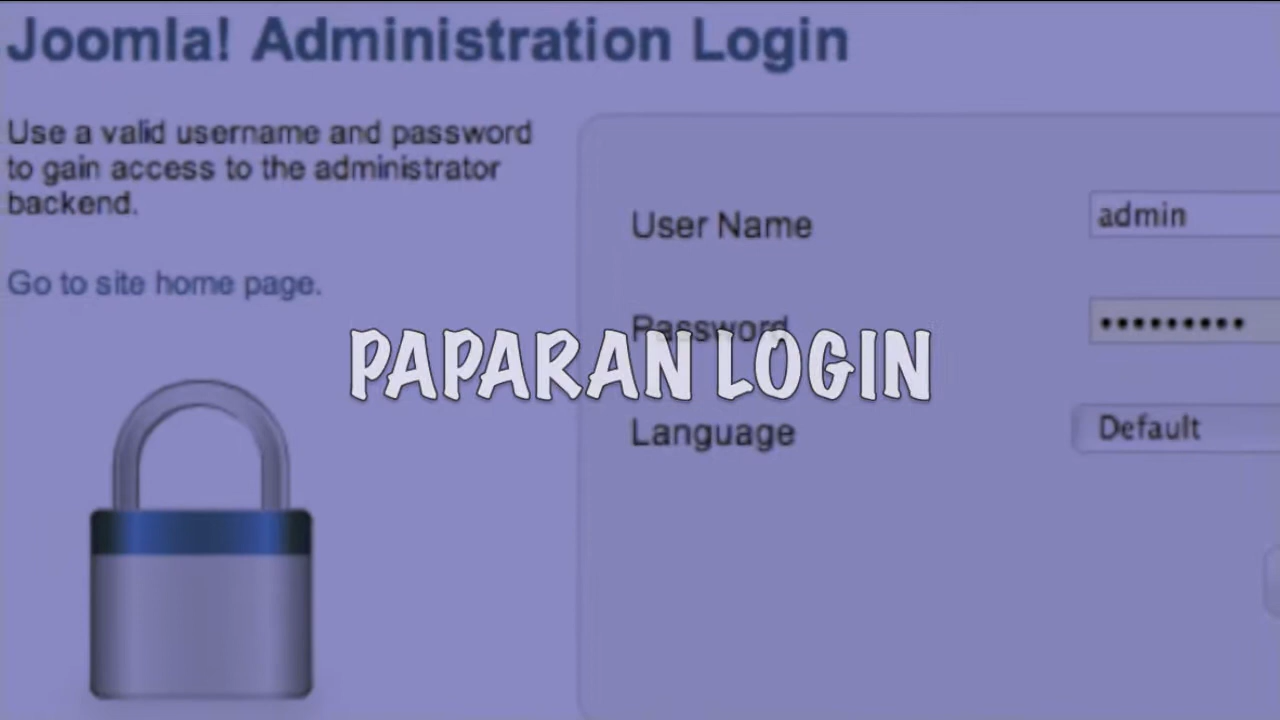 Joomla! Administration Login
Use a valid username and password
to gain access to the administrator
backend.
Go to site home page.
User Name
admin
Password
•••••••••
PAPARAN LOGIN
Language
Default